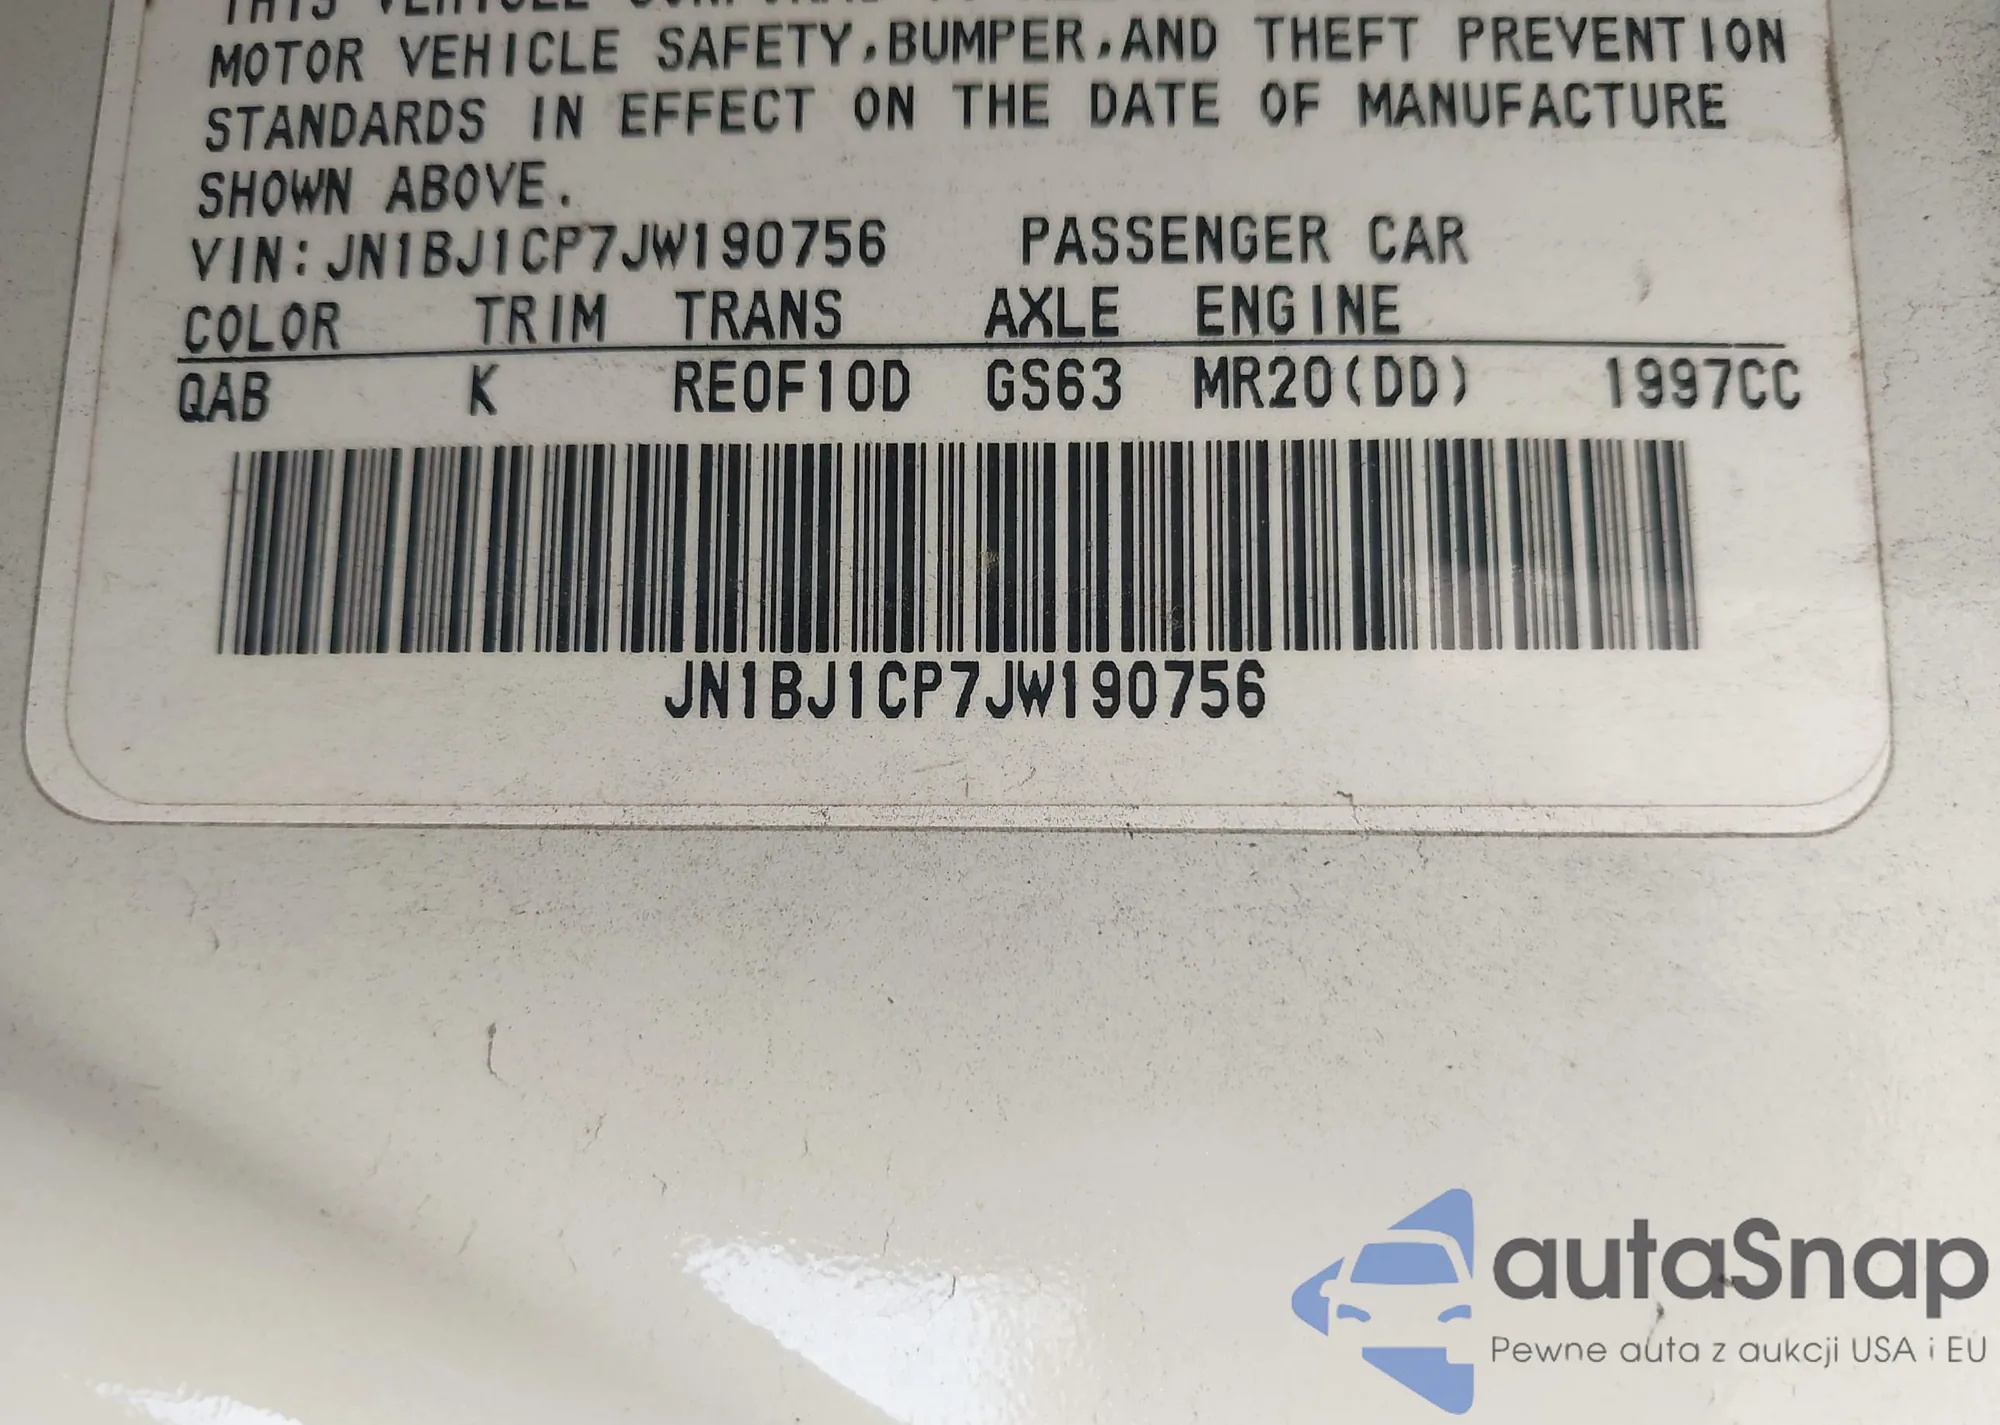 THIS VEHICLE
MOTOR VEHICLE SAFETY,BUMPER,AND THEFT PREVENTION
STANDARDS IN EFFECT ON THE DATE OF MANUFACTURE
SHOWN ABOVE.
VIN:JN1BJ1CP7JW190756 PASSENGER CAR
COLOR TRIM TRANS AXLE ENGINE
QAB K RE0F10D GS63 MR20(DD) 1997CC
JN1BJ1CP7JW190756
autaSnap
Pewne auta z aukcji USA i EU